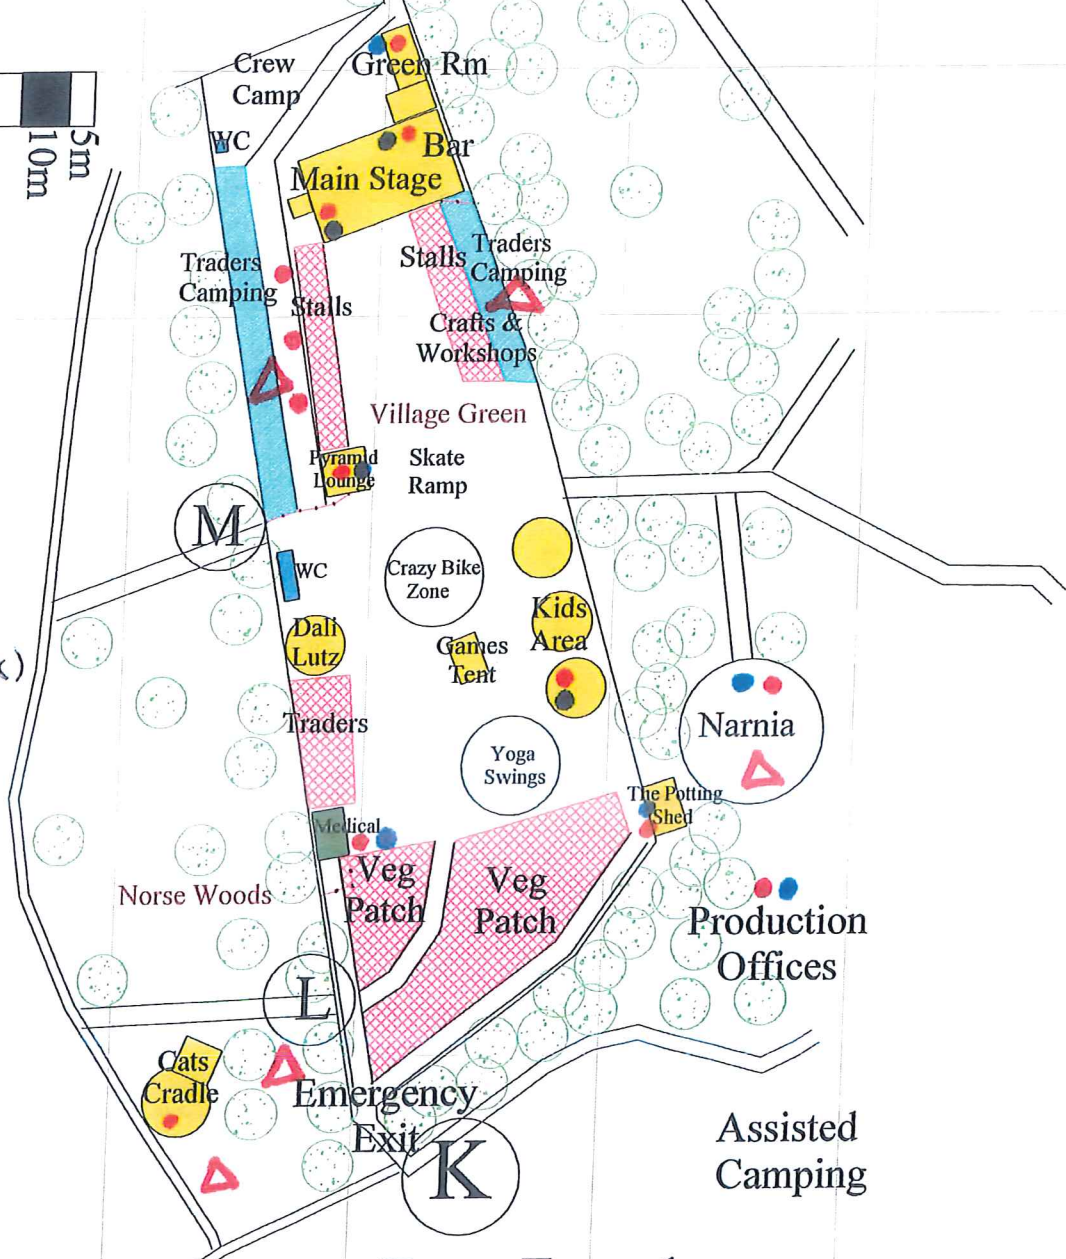 Crew
Camp
Green Rm
5m
10m
WC
Bar
Main Stage
Traders
Camping
Stalls
Stalls
Traders
Camping
Crafts &
Workshops
Village Green
Pyramid
Lounge
Skate
Ramp
M
WC
Crazy Bike
Zone
Dali
Lutz
Games
Tent
Kids
Area
Traders
Narnia
Yoga
Swings
The Potting
Shed
Medical
Veg
Patch
Veg
Patch
Norse Woods
Production
Offices
L
Cats
Cradle
Emergency
Exit
K
Assisted
Camping